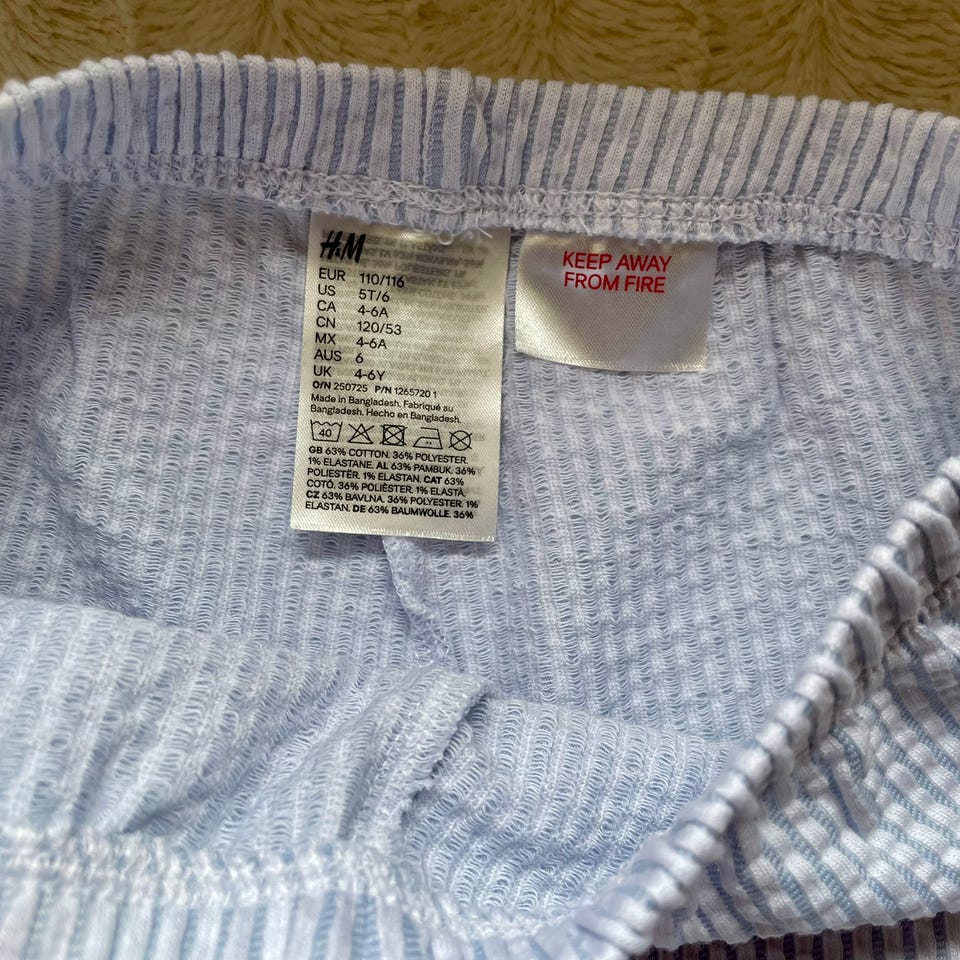 H&M
EUR 110/116
US 5T/6
CA 4-6A
CN 120/53
MX 4-6A
AUS 6
UK 4-6Y
O/N 250725 P/N 1265720 1
Made in Bangladesh. Fabriqué au
Bangladesh. Hecho en Bangladesh.
40
GB 63% COTTON. 36% POLYESTER.
1% ELASTANE. AL 63% PAMBUK. 36%
POLIESTËR. 1% ELASTAN. CAT 63%
COTÓ. 36% POLIÈSTER. 1% ELASTÀ.
CZ 63% BAVLNA. 36% POLYESTER. 1%
ELASTAN. DE 63% BAUMWOLLE. 36%
KEEP AWAY
FROM FIRE